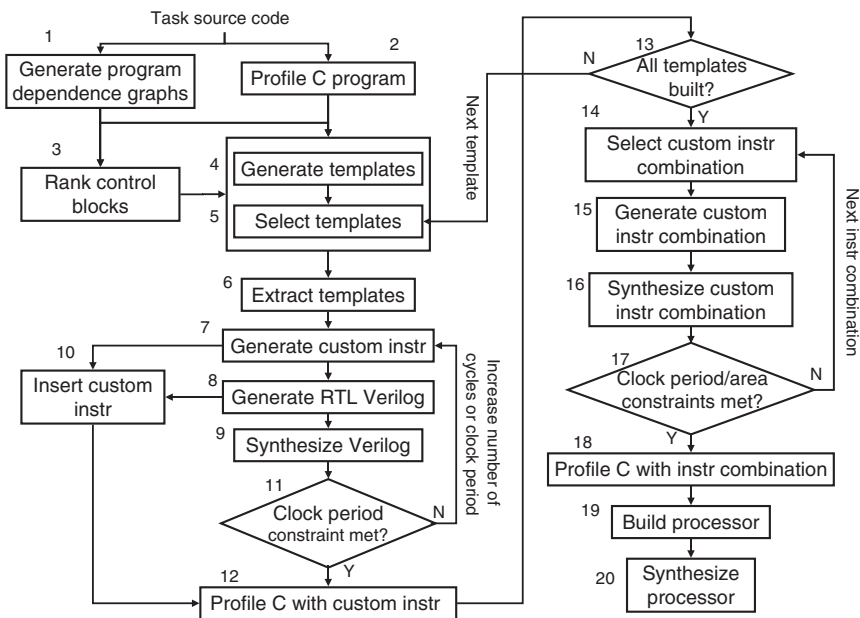 Task source code
1
Generate program
dependence graphs
2
Profile C program
3
Rank control
blocks
4
Generate templates
5
Select templates
6
Extract templates
7
Generate custom instr
8
Generate RTL Verilog
9
Synthesize Verilog
10
Insert custom
instr
11
Clock period
constraint met?
N
Y
Increase number of
cycles or clock period
12
Profile C with custom instr
13
All templates
built?
N
Y
Next template
14
Select custom instr
combination
15
Generate custom
instr combination
16
Synthesize custom
instr combination
17
Clock period/area
constraints met?
N
Y
Next instr combination
18
Profile C with instr combination
19
Build processor
20
Synthesize
processor